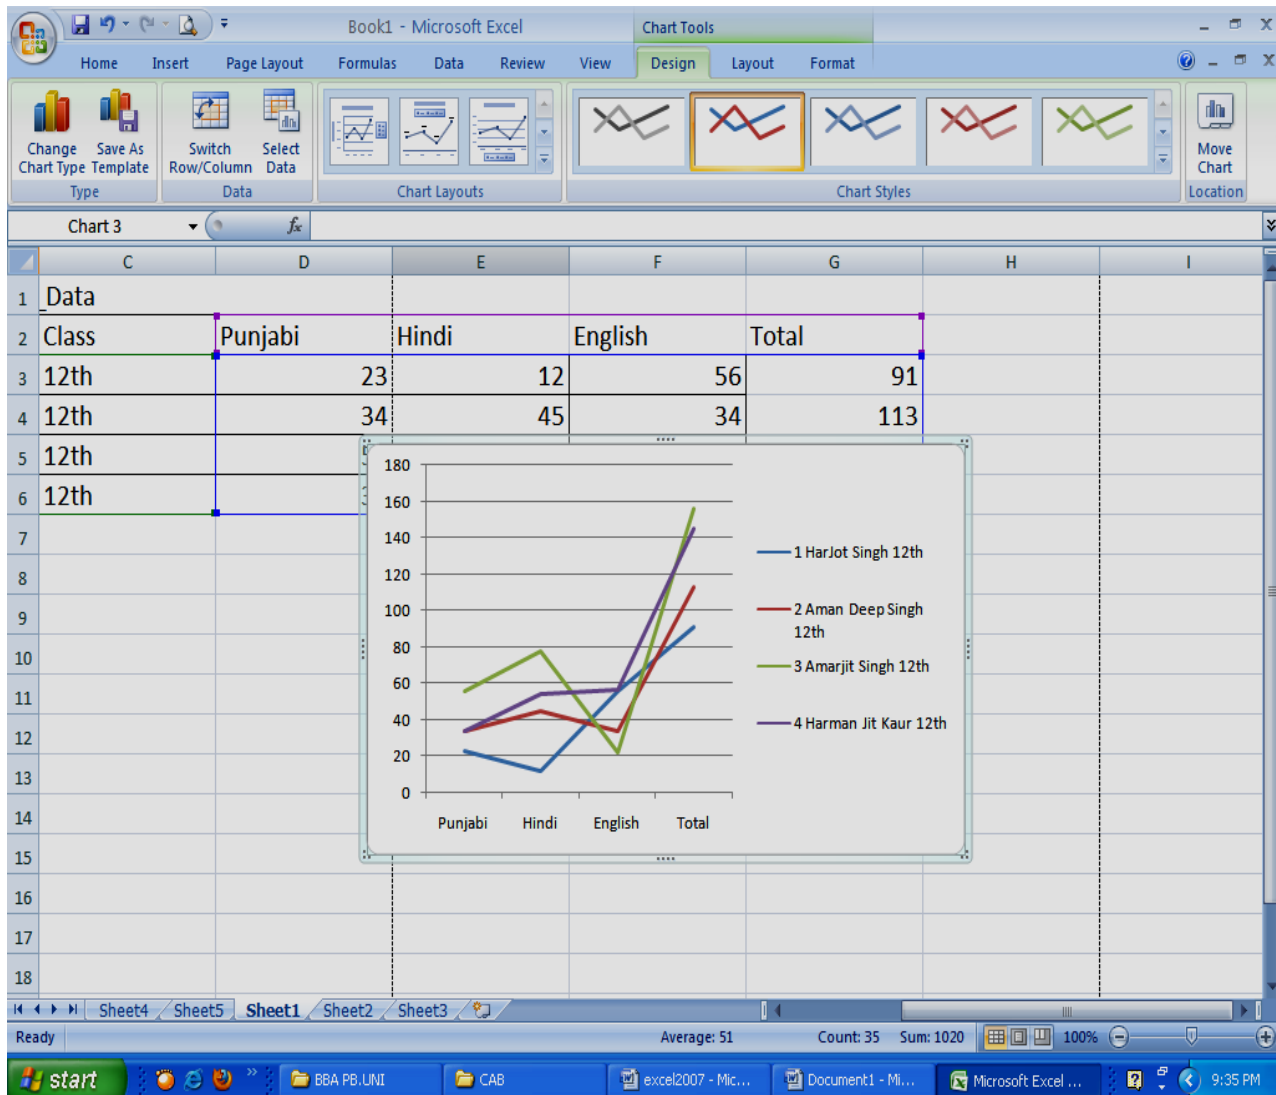 Book1 - Microsoft Excel Chart Tools
Home Insert Page Layout Formulas Data Review View Design Layout Format
Change Chart Type
Save As Template
Switch Row/Column
Select Data
Move Chart
Type Data Chart Layouts Chart Styles Location
Chart 3 fx
C D E F G H I
1 _Data
2 Class Punjabi Hindi English Total
3 12th 23 12 56 91
4 12th 34 45 34 113
5 12th
6 12th
7
8
9
10
11
12
13
14
15
16
17
18
180
160
140
120
100
80
60
40
20
0
Punjabi Hindi English Total
1 HarJot Singh 12th
2 Aman Deep Singh
12th
3 Amarjit Singh 12th
4 Harman Jit Kaur 12th
Sheet4 Sheet5 Sheet1 Sheet2 Sheet3
Ready Average: 51 Count: 35 Sum: 1020 100%
start BBA PB.UNI CAB excel2007 - Mic... Document1 - Mi... Microsoft Excel ... 9:35 PM